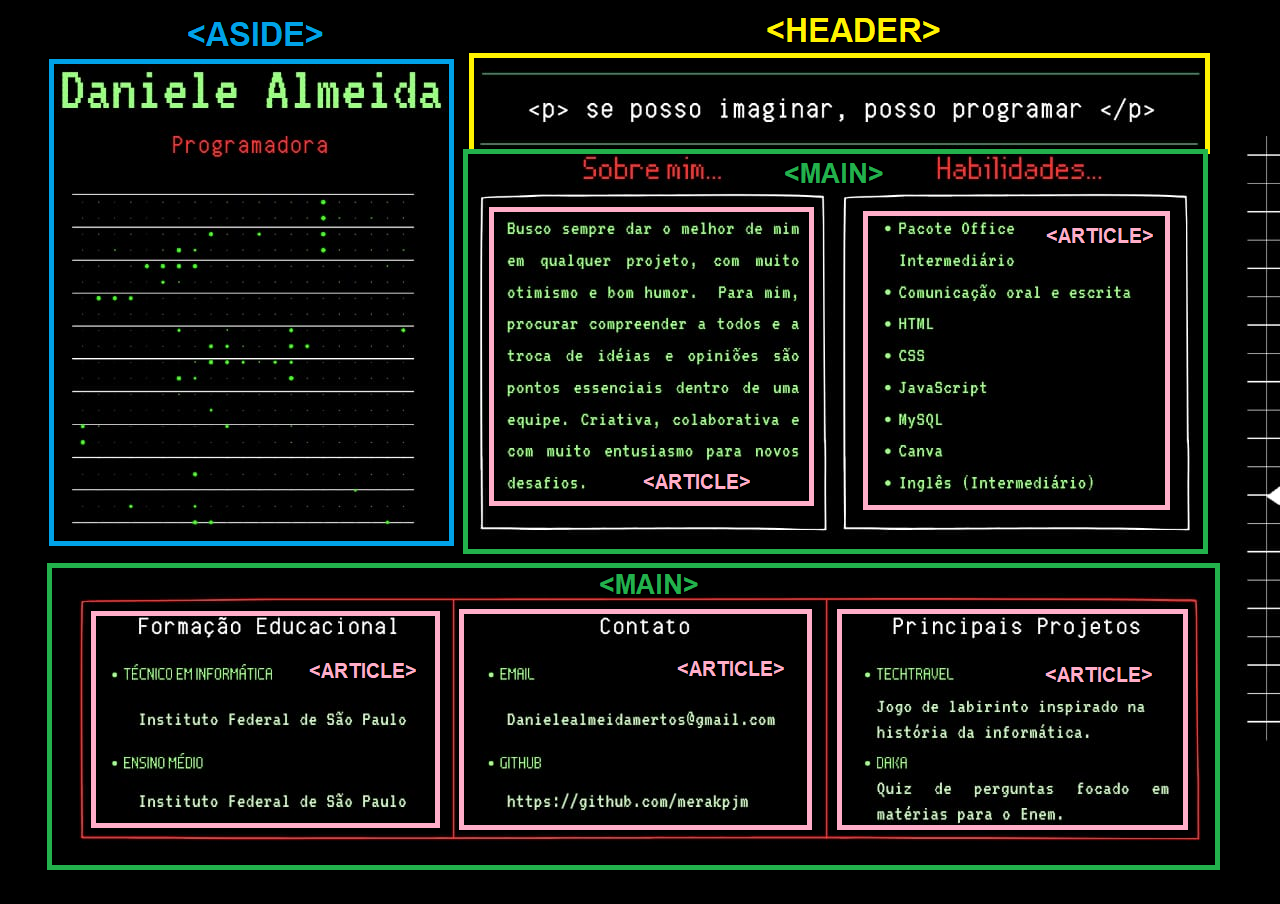 <ASIDE>
Daniele Almeida
Programadora
<HEADER>
<p> se posso imaginar, posso programar </p>
<MAIN>
Sobre mim...
Busco sempre dar o melhor de mim
em qualquer projeto, com muito
otimismo e bom humor. Para mim,
procurar compreender a todos e a
troca de idéias e opiniões são
pontos essenciais dentro de uma
equipe. Criativa, colaborativa e
com muito entusiasmo para novos
desafios.
<ARTICLE>
Habilidades...
<ARTICLE>
• Pacote Office
Intermediário
• Comunicação oral e escrita
• HTML
• CSS
• JavaScript
• MySQL
• Canva
• Inglês (Intermediário)
<MAIN>
Formação Educacional
<ARTICLE>
• TÉCNICO EM INFORMÁTICA
Instituto Federal de São Paulo
• ENSINO MÉDIO
Instituto Federal de São Paulo
Contato
<ARTICLE>
• EMAIL
Danielealmeidamertos@gmail.com
• GITHUB
https://github.com/merakpjm
Principais Projetos
<ARTICLE>
• TECHTRAVEL
Jogo de labirinto inspirado na
história da informática.
• DAKA
Quiz de perguntas focado em
matérias para o Enem.